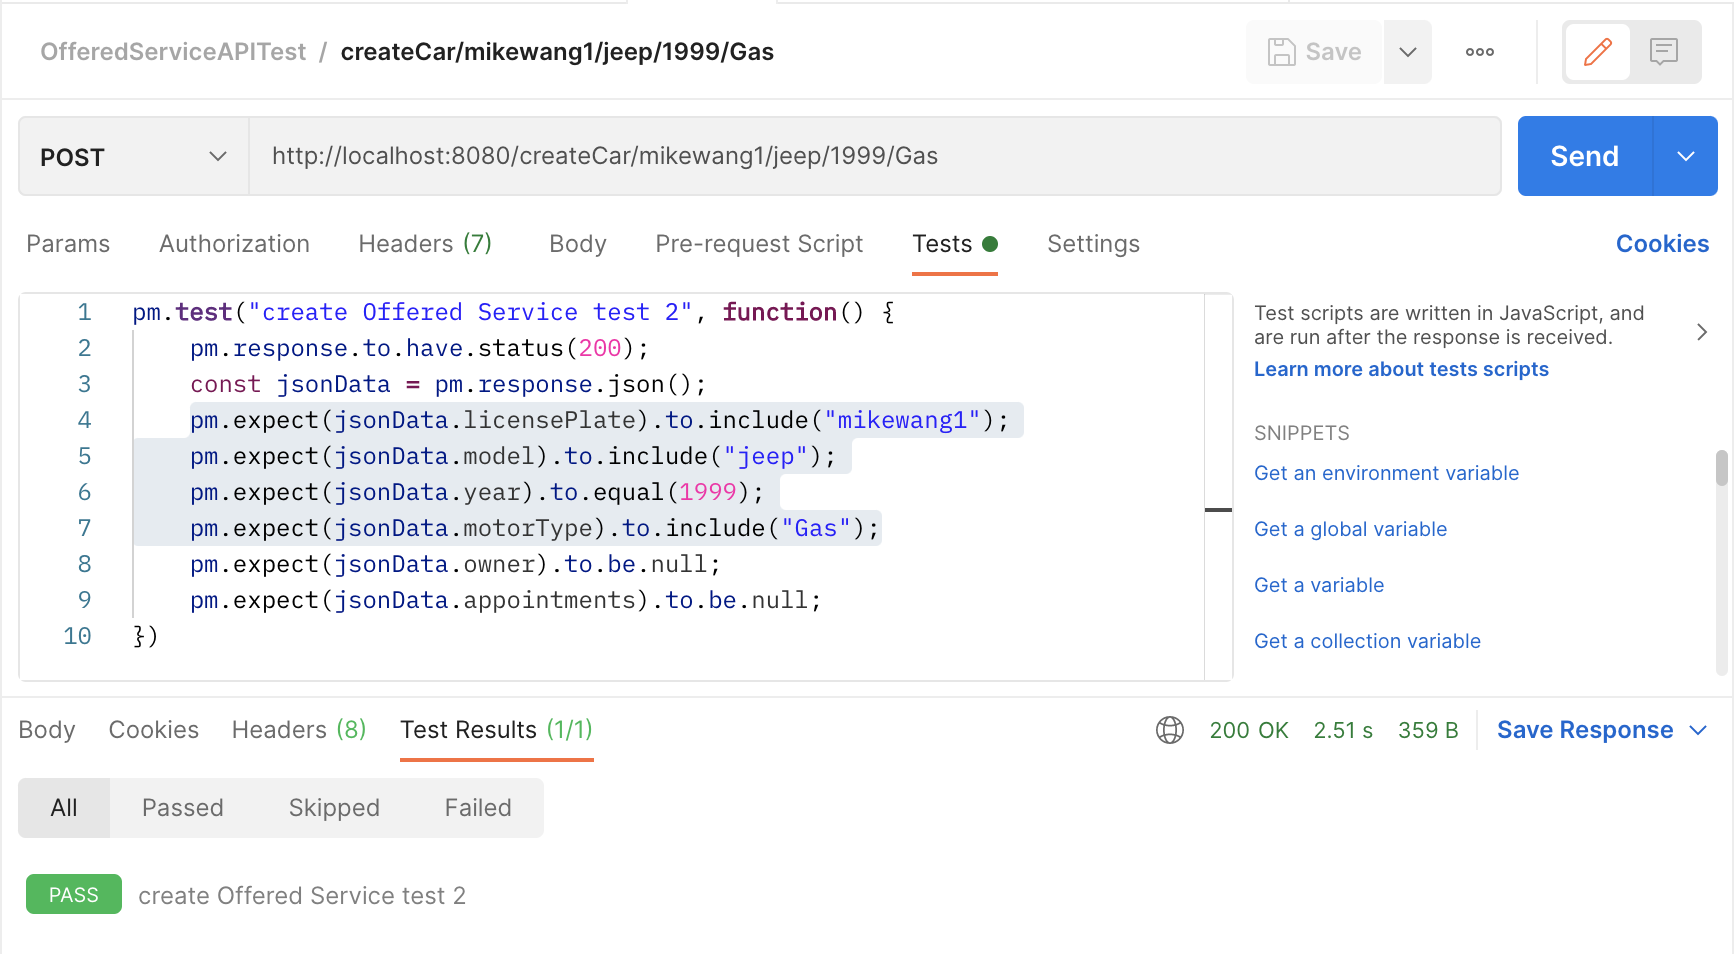 OfferedServiceAPITest / createCar/mikewang1/jeep/1999/Gas
Save
POST
http://localhost:8080/createCar/mikewang1/jeep/1999/Gas
Send
Params Authorization Headers (7) Body Pre-request Script Tests Settings
Cookies
1 pm.test("create Offered Service test 2", function() {
2 pm.response.to.have.status(200);
3 const jsonData = pm.response.json();
4 pm.expect(jsonData.licensePlate).to.include("mikewang1");
5 pm.expect(jsonData.model).to.include("jeep");
6 pm.expect(jsonData.year).to.equal(1999);
7 pm.expect(jsonData.motorType).to.include("Gas");
8 pm.expect(jsonData.owner).to.be.null;
9 pm.expect(jsonData.appointments).to.be.null;
10 })
Test scripts are written in JavaScript, and
are run after the response is received.
Learn more about tests scripts
SNIPPETS
Get an environment variable
Get a global variable
Get a variable
Get a collection variable
Body Cookies Headers (8) Test Results (1/1)
200 OK 2.51 s 359 B
Save Response
All Passed Skipped Failed
PASS create Offered Service test 2